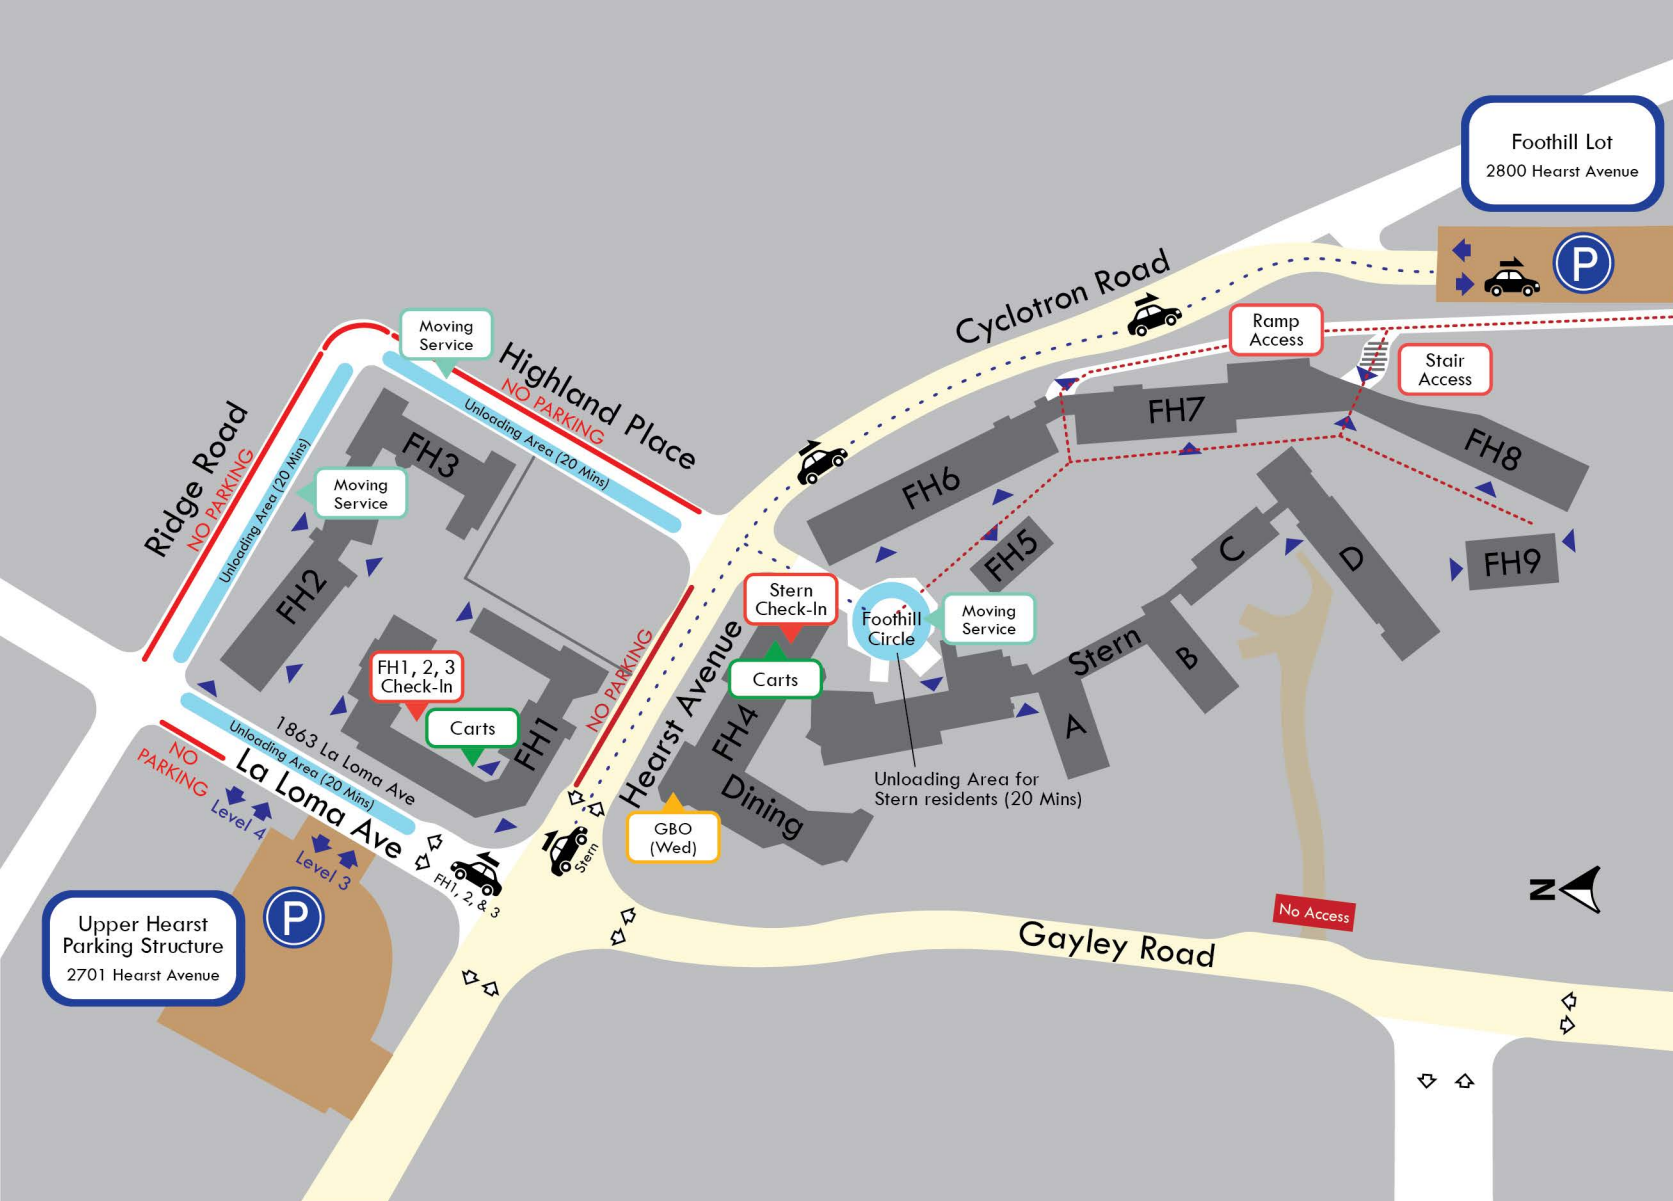 Foothill Lot
2800 Hearst Avenue
P
Cyclotron Road
Ramp
Access
Stair
Access
Moving
Service
Highland Place
NO PARKING
Unloading Area (20 Mins)
Ridge Road
NO PARKING
Unloading Area (20 Mins)
Moving
Service
FH3
FH2
FH7
FH8
FH6
FH5
FH9
C
D
B
A
Stern
Stern
Check-In
Carts
Foothill
Circle
Moving
Service
Unloading Area for
Stern residents (20 Mins)
FH1, 2, 3
Check-In
Carts
FH1
NO PARKING
Hearst Avenue
FH4
Dining
GBO
(Wed)
Stern
1863 La Loma Ave
Unloading Area (20 Mins)
La Loma Ave
NO
PARKING
Level 4
Level 3
FH1, 2, & 3
P
Upper Hearst
Parking Structure
2701 Hearst Avenue
No Access
Gayley Road
N